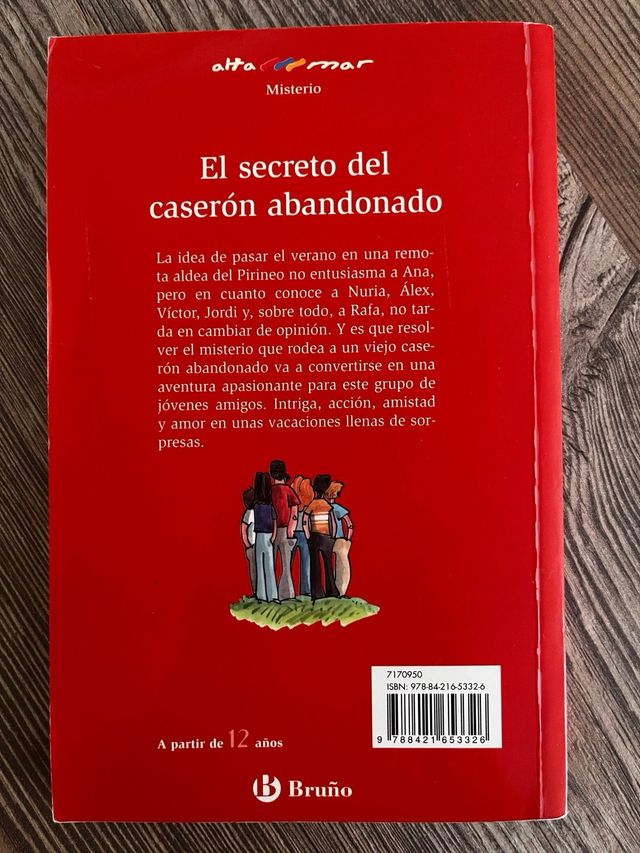 alta mar
Misterio
El secreto del
caserón abandonado
La idea de pasar el verano en una remo-
ta aldea del Pirineo no entusiasma a Ana,
pero en cuanto conoce a Nuria, Álex,
Víctor, Jordi y, sobre todo, a Rafa, no tar-
da en cambiar de opinión. Y es que resol-
ver el misterio que rodea a un viejo case-
rón abandonado va a convertirse en una
aventura apasionante para este grupo de
jóvenes amigos. Intriga, acción, amistad
y amor en unas vacaciones llenas de sor-
presas.
7170950
ISBN: 978-84-216-5332-6
9 788421 653326
A partir de 12 años
B Bruño